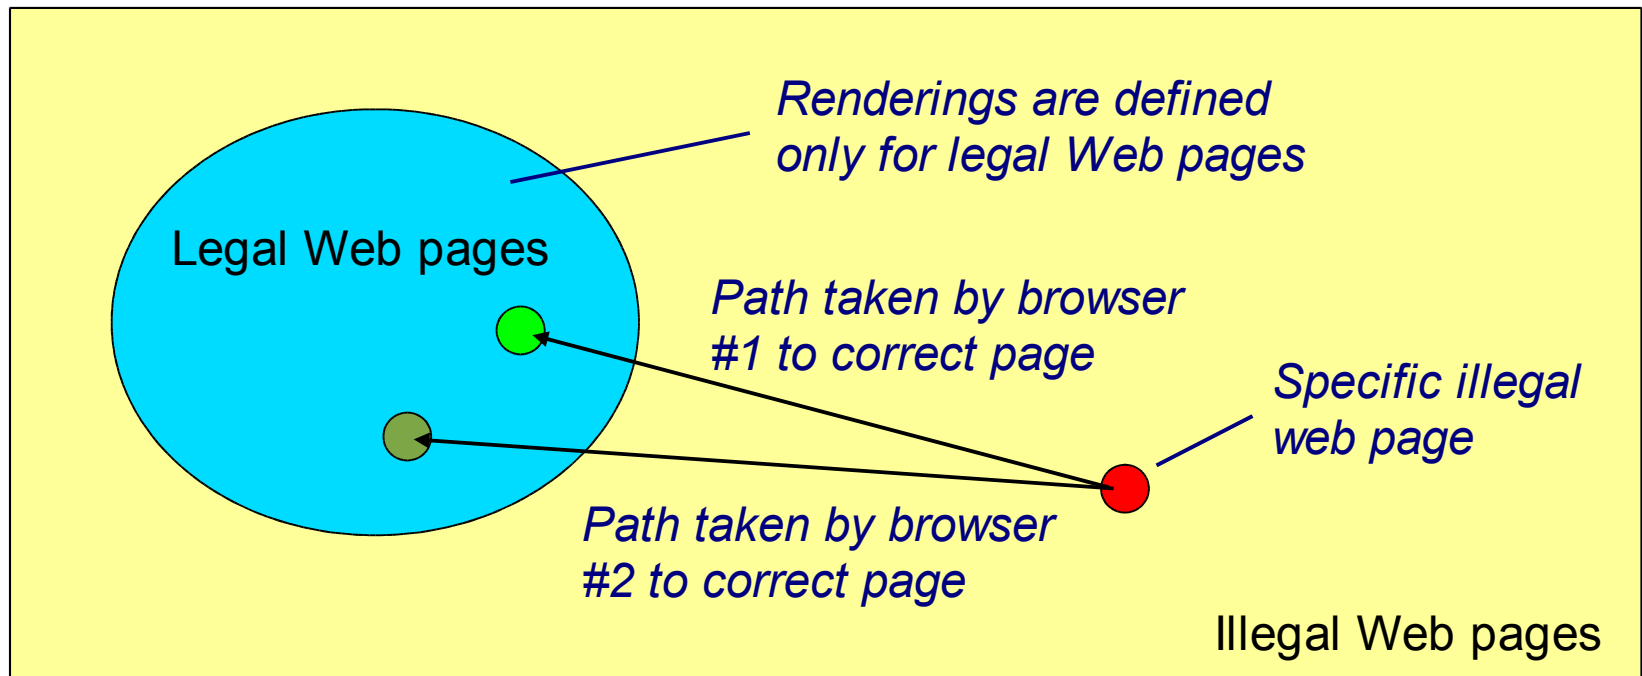 Renderings are defined
only for legal Web pages
Legal Web pages
Path taken by browser
#1 to correct page
Specific illegal
web page
Path taken by browser
#2 to correct page
Illegal Web pages